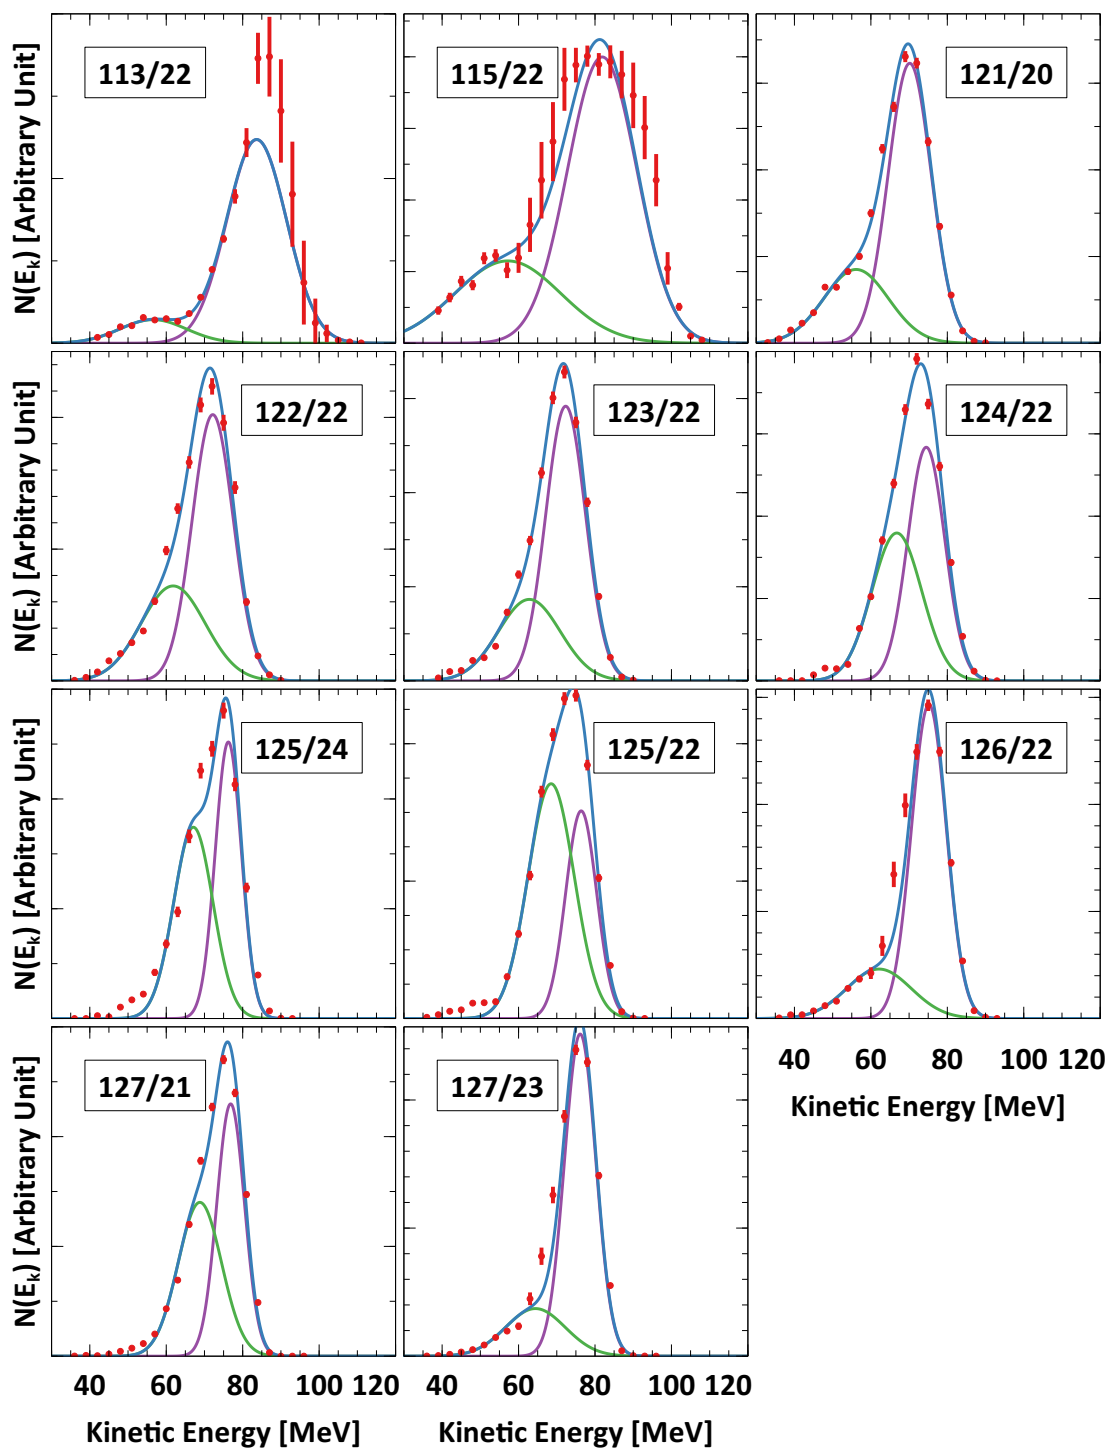 N(Eₖ) [Arbitrary Unit]
113/22
115/22
121/20
N(Eₖ) [Arbitrary Unit]
122/22
123/22
124/22
N(Eₖ) [Arbitrary Unit]
125/24
125/22
126/22
40 60 80 100 120
Kinetic Energy [MeV]
N(Eₖ) [Arbitrary Unit]
127/21
127/23
40 60 80 100 120
40 60 80 100 120
Kinetic Energy [MeV]
Kinetic Energy [MeV]